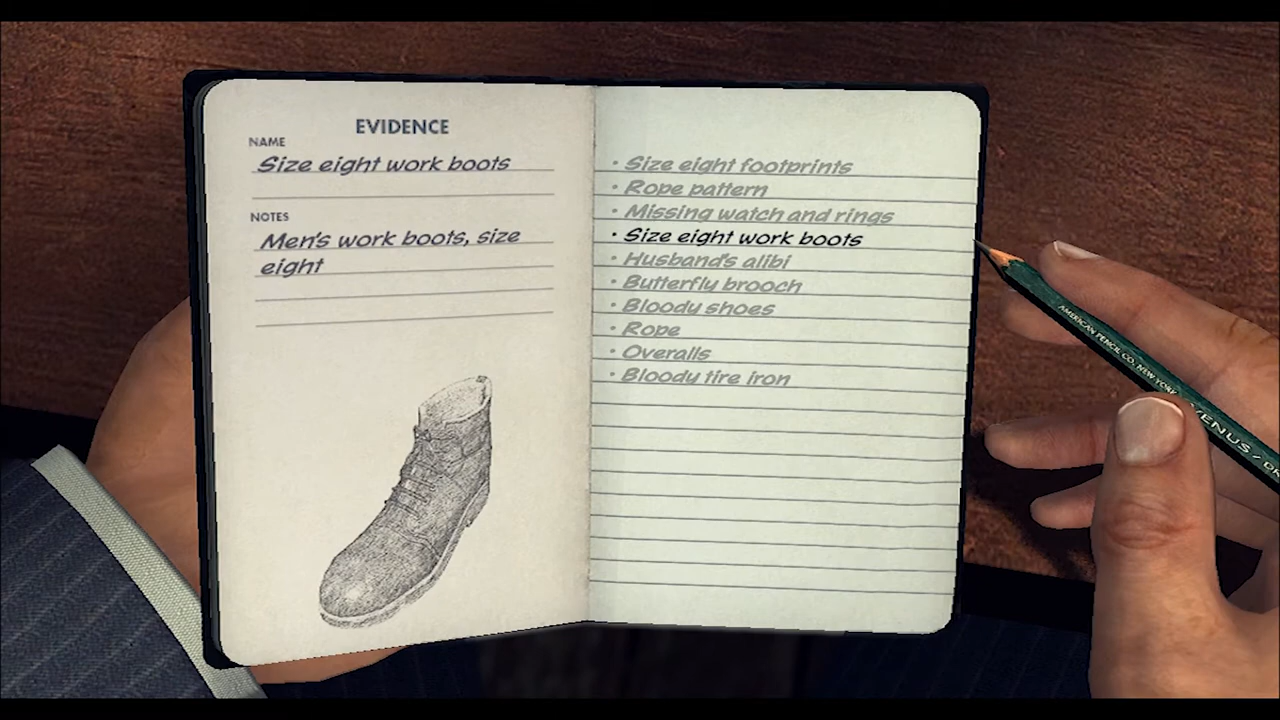 EVIDENCE
NAME
Size eight work boots
NOTES
Men's work boots, size
eight
• Size eight footprints
• Rope pattern
• Missing watch and rings
• Size eight work boots
• Husband's alibi
• Butterfly brooch
• Bloody shoes
• Rope
• Overalls
• Bloody tire iron
AMERICAN PENCIL CO. NEW YORK VENUS / DR